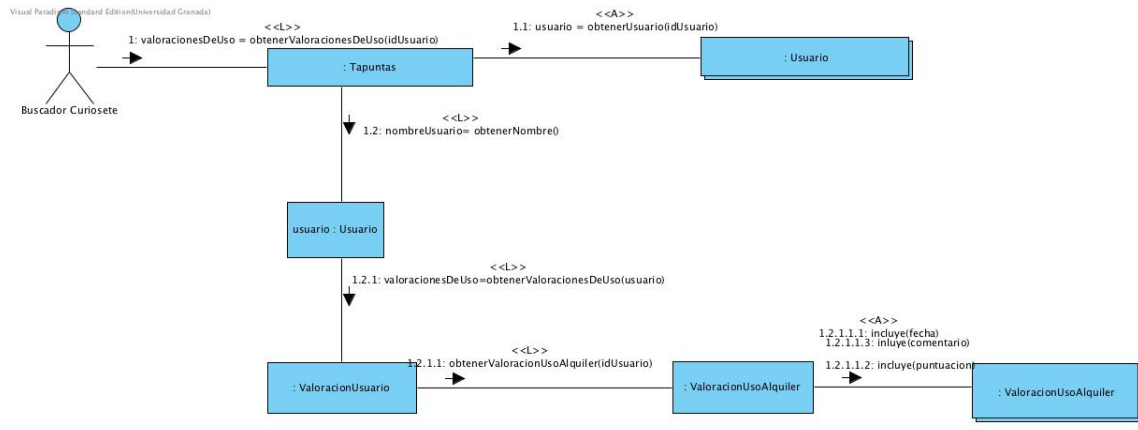 Visual Paradigm Standard Edition(Universidad Granada)
<<L>>
1: valoracionesDeUso = obtenerValoracionesDeUso(idUsuario)
<<A>>
1.1: usuario = obtenerUsuario(idUsuario)
: Tapuntas
: Usuario
Buscador Curiosete
<<L>>
1.2: nombreUsuario= obtenerNombre()
usuario : Usuario
<<L>>
1.2.1: valoracionesDeUso=obtenerValoracionesDeUso(usuario)
<<L>>
1.2.1.1: obtenerValoracionUsoAlquiler(idUsuario)
<<A>>
1.2.1.1.1: incluye(fecha)
1.2.1.1.3: inluye(comentario)
1.2.1.1.2: incluye(puntuacion)
: ValoracionUsuario
: ValoracionUsoAlquiler
: ValoracionUsoAlquiler